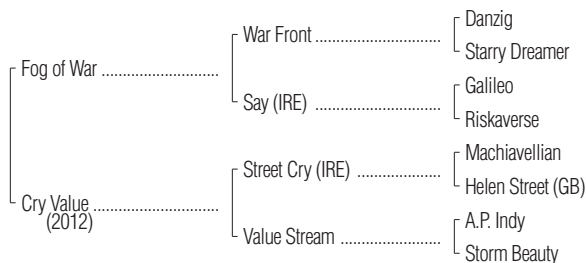 Danzig
War Front ....................
Starry Dreamer
Fog of War ........................
Galileo
Say (IRE) .....................
Riskaverse
Machiavellian
Street Cry (IRE) ................
Helen Street (GB)
Cry Value .........................
(2012)
A.P. Indy
Value Stream ...................
Storm Beauty